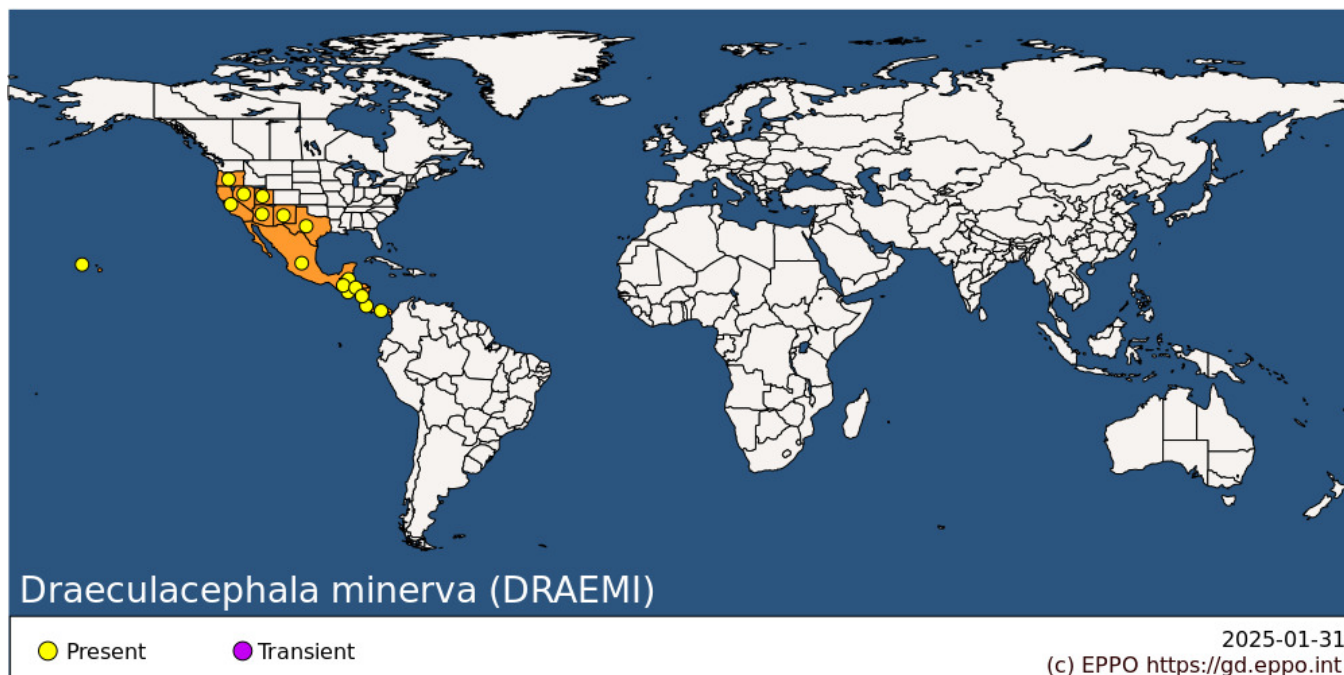 Draeculacephala minerva (DRAEMI)
Present
Transient
2025-01-31
(c) EPPO https://gd.eppo.int